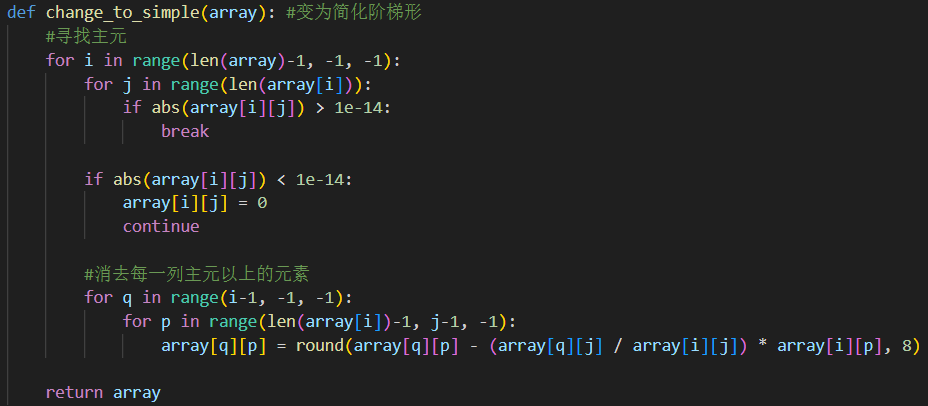 def change_to_simple(array): #变为简化阶梯形
    #寻找主元
    for i in range(len(array)-1, -1, -1):
        for j in range(len(array[i])):
            if abs(array[i][j]) > 1e-14:
                break

        if abs(array[i][j]) < 1e-14:
            array[i][j] = 0
            continue

        #消去每一列主元以上的元素
        for q in range(i-1, -1, -1):
            for p in range(len(array[i])-1, j-1, -1):
                array[q][p] = round(array[q][p] - (array[q][j] / array[i][j]) * array[i][p], 8)

    return array